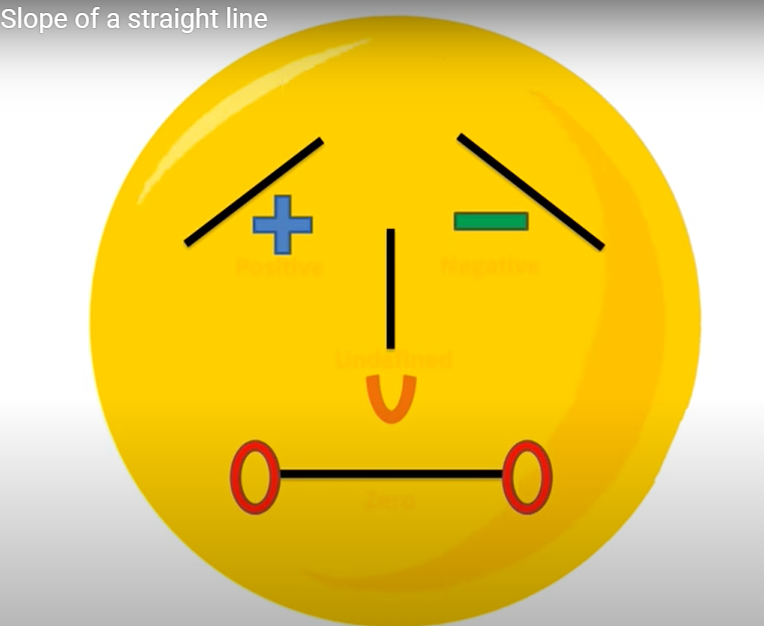 Slope of a straight line
Positive
Negative
Undefined
U
Zero